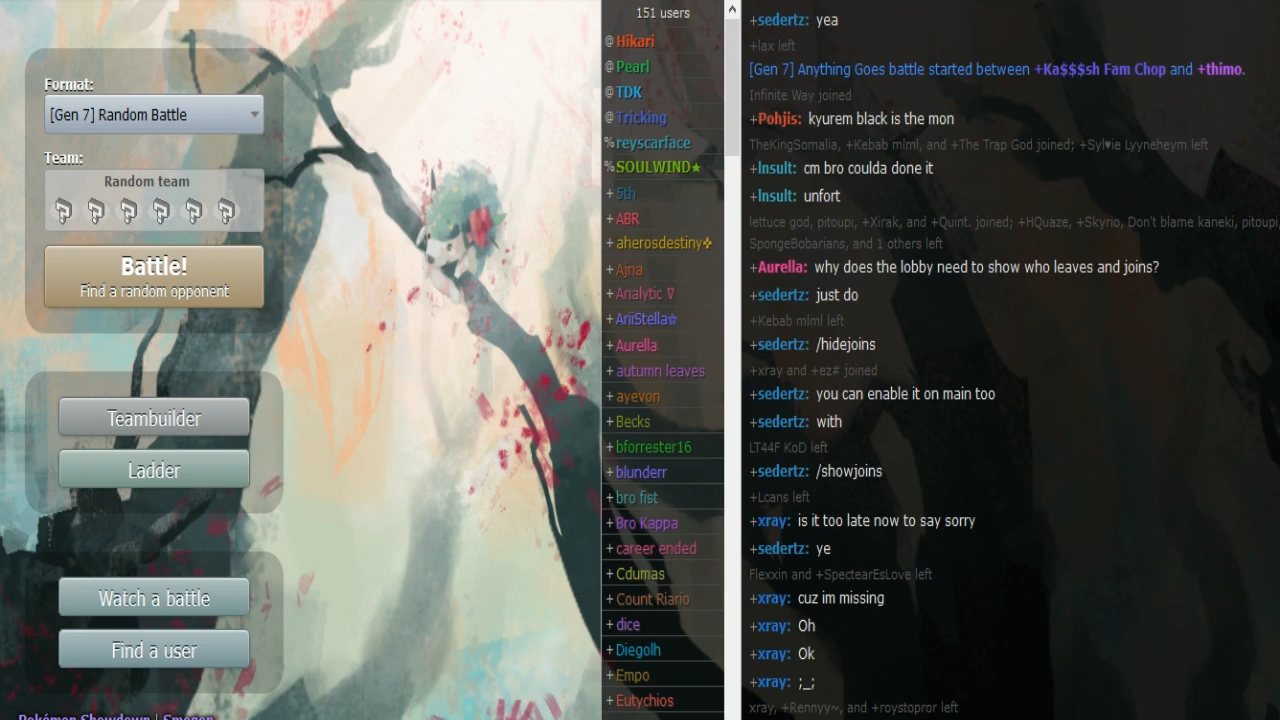 Format:
[Gen 7] Random Battle
Team:
Random team
Battle!
Find a random opponent
Teambuilder
Ladder
Watch a battle
Find a user
Pokémon Showdown | Smogon
151 users
@Hikari
@Pearl
@TDK
@Tricking
%reyscarface
%SOULWIND★
+5th
+ABR
+aherosdestiny✤
+Ajna
+Analytic ∇
+AriiStella☆
+Aurella
+autumn leaves
+ayevon
+Becks
+bforrester16
+blunderr
+bro fist
+Bro Kappa
+career ended
+Cdumas
+Count Riario
+dice
+Diegolh
+Empo
+Eutychios
+sedertz: yea
+lax left
[Gen 7] Anything Goes battle started between +Ka$$$sh Fam Chop and +thimo.
Infinite Way joined
+Pohjis: kyurem black is the mon
TheKingSomalia, +Kebab mlml, and +The Trap God joined; +Syl♥ie Lyyneheym left
+lnsult: cm bro coulda done it
+lnsult: unfort
lettuce god, pitoupi, +Xirak, and +Quint. joined; +HQuaze, +Skyrio, Don't blame kaneki, pitoupi,
SpongeBobarians, and 1 others left
+Aurella: why does the lobby need to show who leaves and joins?
+sedertz: just do
+Kebab mlml left
+sedertz: /hidejoins
+xray and +ez# joined
+sedertz: you can enable it on main too
+sedertz: with
LT44F KoD left
+sedertz: /showjoins
+Lcans left
+xray: is it too late now to say sorry
+sedertz: ye
Flexxin and +SpectearEsLove left
+xray: cuz im missing
+xray: Oh
+xray: Ok
+xray: ;_;
xray, +Rennyy~, and +roystopror left